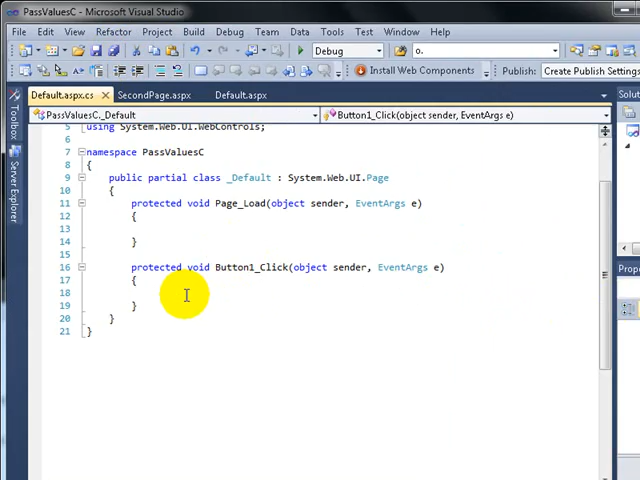 PassValuesC - Microsoft Visual Studio
File Edit View Refactor Project Build Debug Team Data Tools Test Window Help
Debug o.
Install Web Components Publish: Create Publish Settings
Default.aspx.cs SecondPage.aspx Default.aspx Solu
PassValuesC._Default Button1_Click(object sender, EventArgs e)
Toolbox
Server Explorer
5 using System.Web.UI.WebControls;
6
7 namespace PassValuesC
8 {
9 public partial class _Default : System.Web.UI.Page
10 {
11 protected void Page_Load(object sender, EventArgs e)
12 {
13
14 }
15
16 protected void Button1_Click(object sender, EventArgs e)
17 {
18
19 }
20 }
21 }
Prope